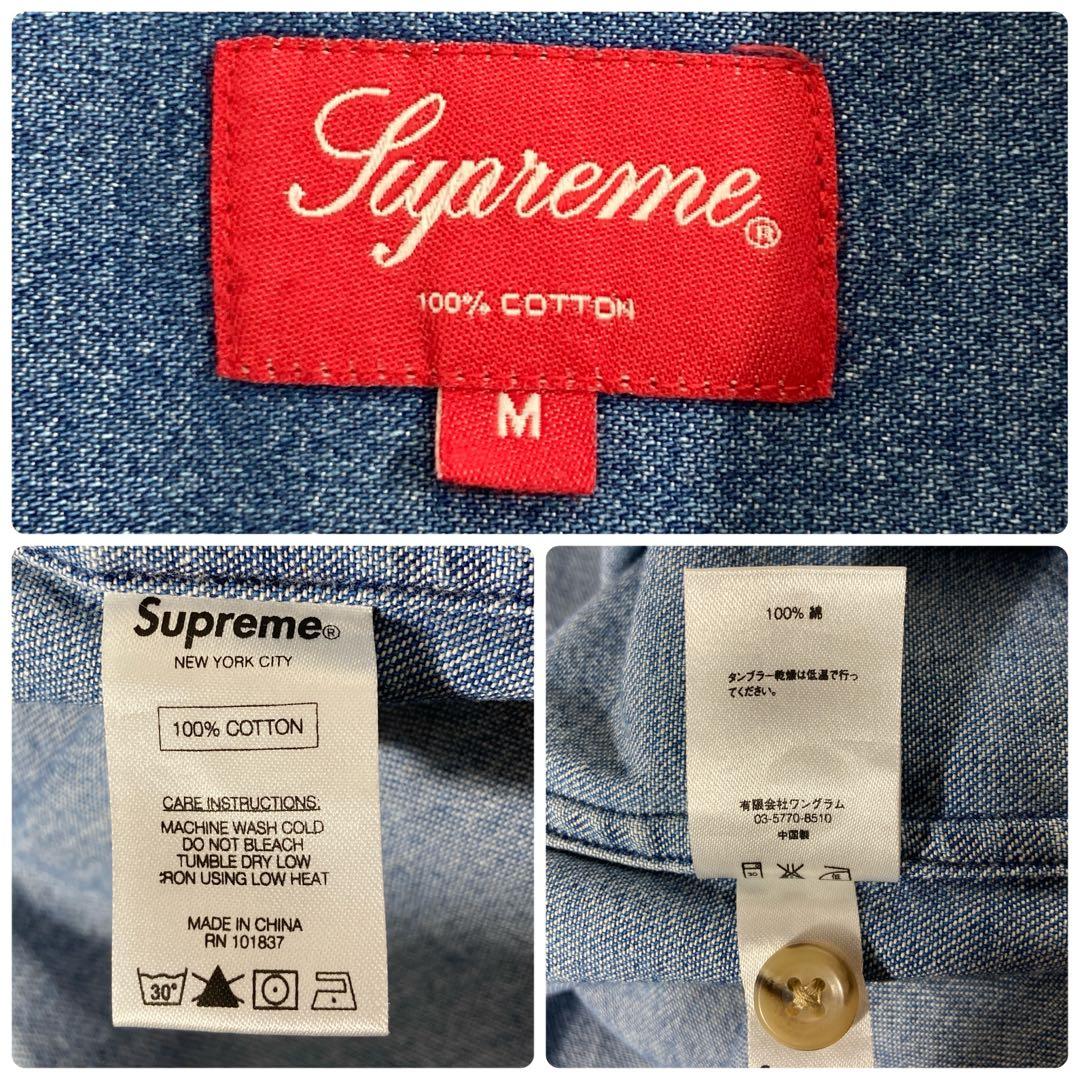 Supreme®
100% COTTON
M
Supreme®
NEW YORK CITY
100% COTTON
CARE INSTRUCTIONS:
MACHINE WASH COLD
DO NOT BLEACH
TUMBLE DRY LOW
IRON USING LOW HEAT
MADE IN CHINA
RN 101837
30°
100% 綿
タンブラー乾燥は低温で行っ
てください。
有限会社ワングラム
03-5770-8510
中国製
30 低